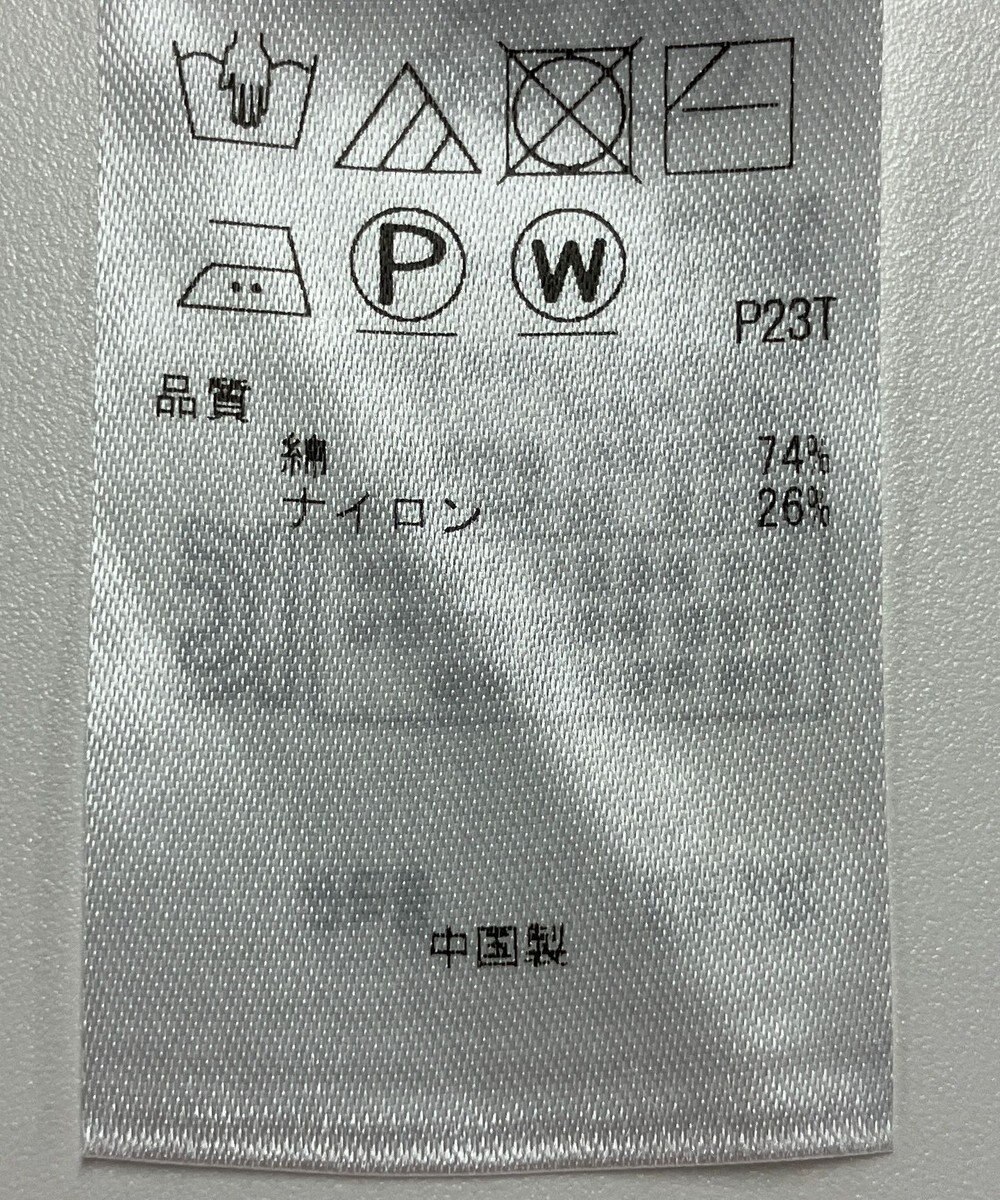 P W
P23T
品質
綿 74%
ナイロン 26%
中国製